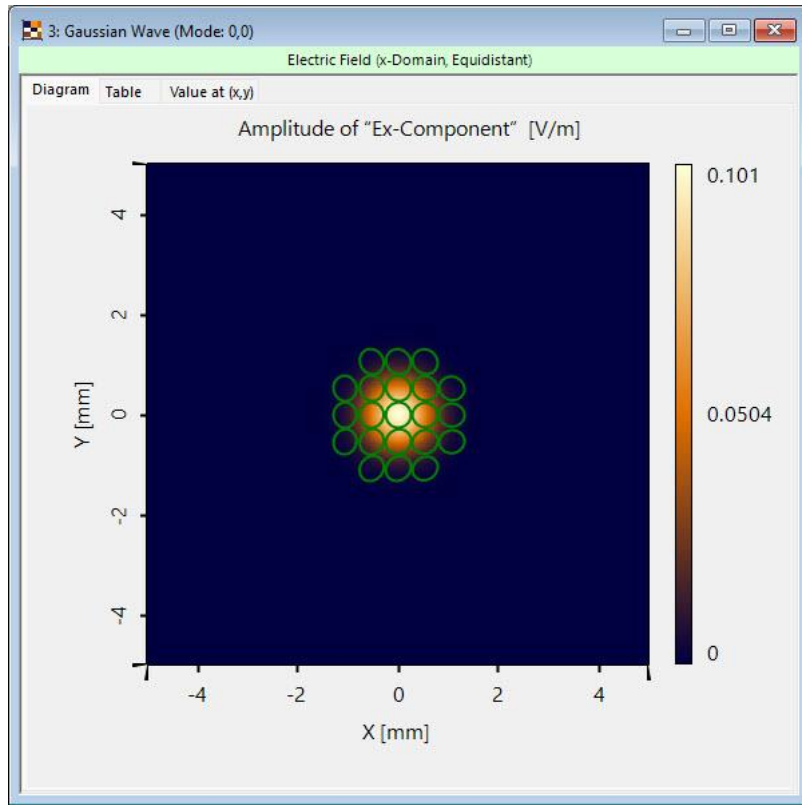 3: Gaussian Wave (Mode: 0,0)
Electric Field (x-Domain, Equidistant)
Diagram Table Value at (x,y)
Amplitude of "Ex-Component" [V/m]
0.101
4
2
0
0.0504
Y [mm]
-2
-4
0
-4 -2 0 2 4
X [mm]